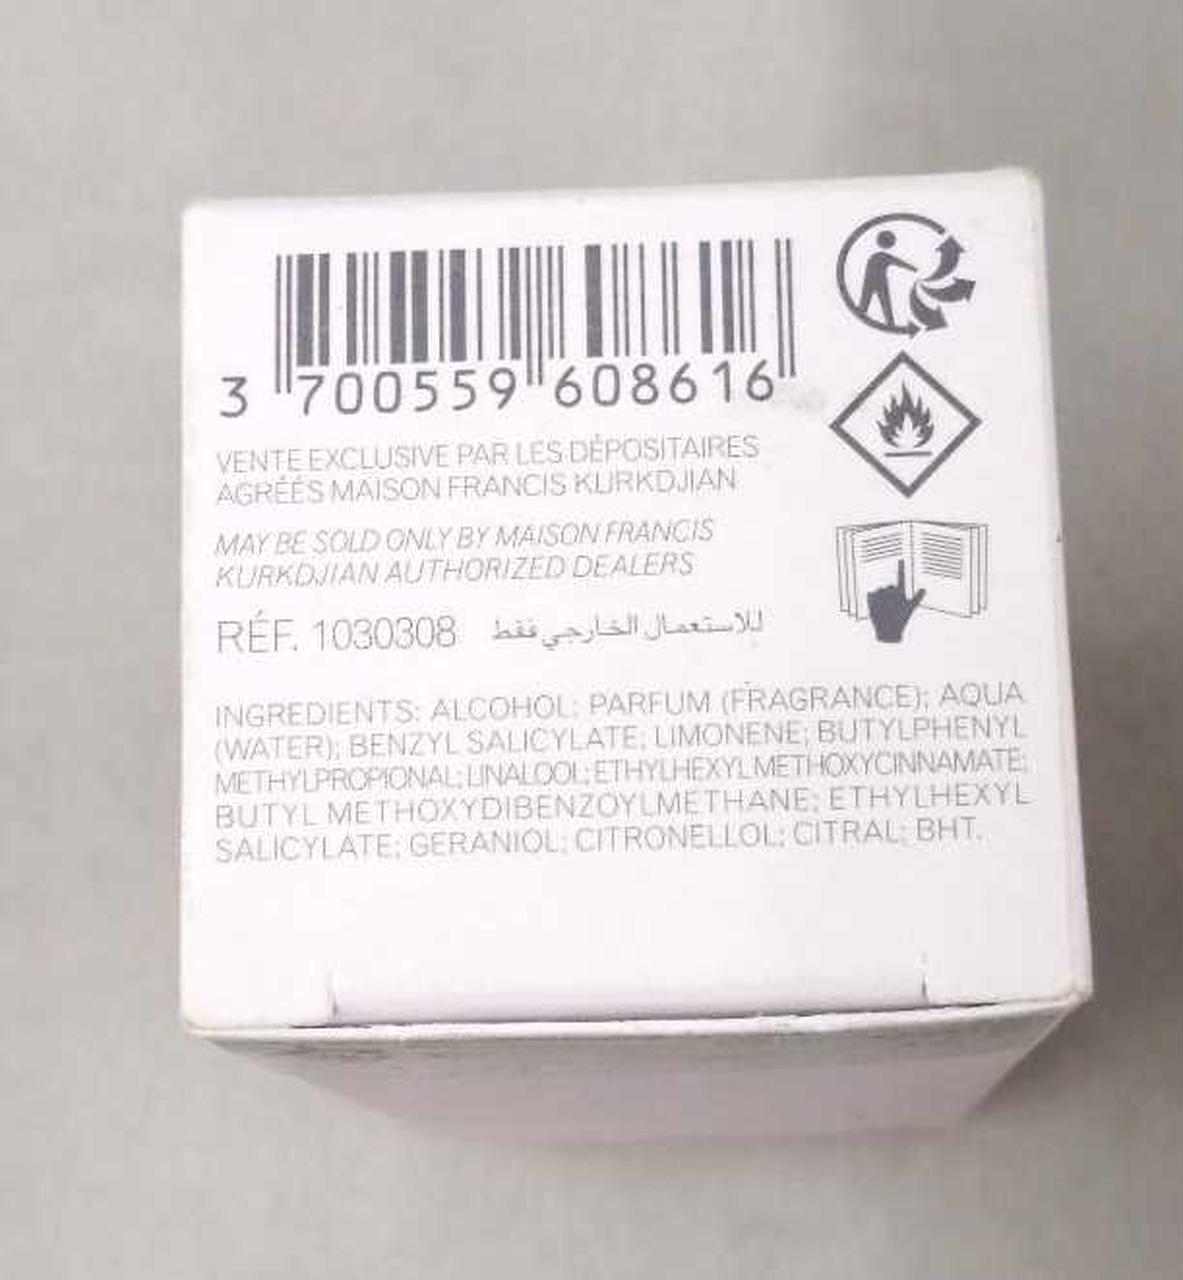 3 700559 608616
VENTE EXCLUSIVE PAR LES DÉPOSITAIRES
AGRÉÉS MAISON FRANCIS KURKDJIAN
MAY BE SOLD ONLY BY MAISON FRANCIS
KURKDJIAN AUTHORIZED DEALERS
RÉF. 1030308 للاستعمال الخارجي فقط
INGREDIENTS: ALCOHOL; PARFUM (FRAGRANCE); AQUA
(WATER); BENZYL SALICYLATE; LIMONENE; BUTYLPHENYL
METHYLPROPIONAL; LINALOOL; ETHYLHEXYL METHOXYCINNAMATE;
BUTYL METHOXYDIBENZOYLMETHANE; ETHYLHEXYL
SALICYLATE; GERANIOL; CITRONELLOL; CITRAL; BHT.